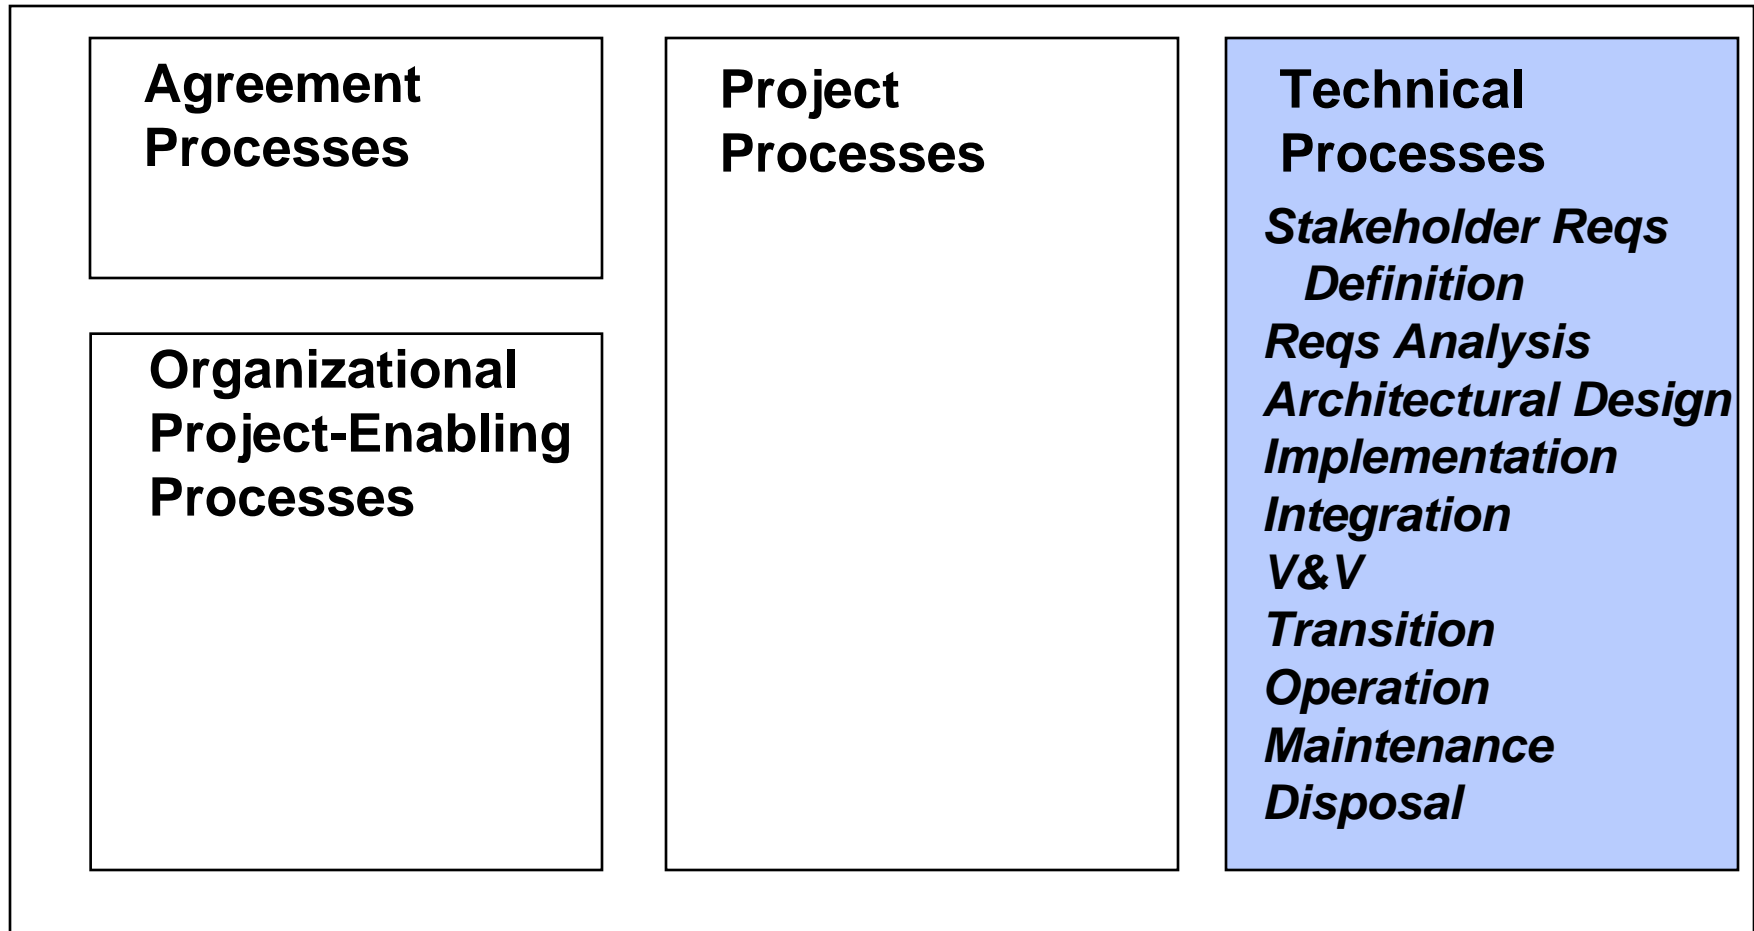 Agreement
Processes
Organizational
Project-Enabling
Processes
Project
Processes
Technical
Processes
Stakeholder Reqs
Definition
Reqs Analysis
Architectural Design
Implementation
Integration
V&V
Transition
Operation
Maintenance
Disposal